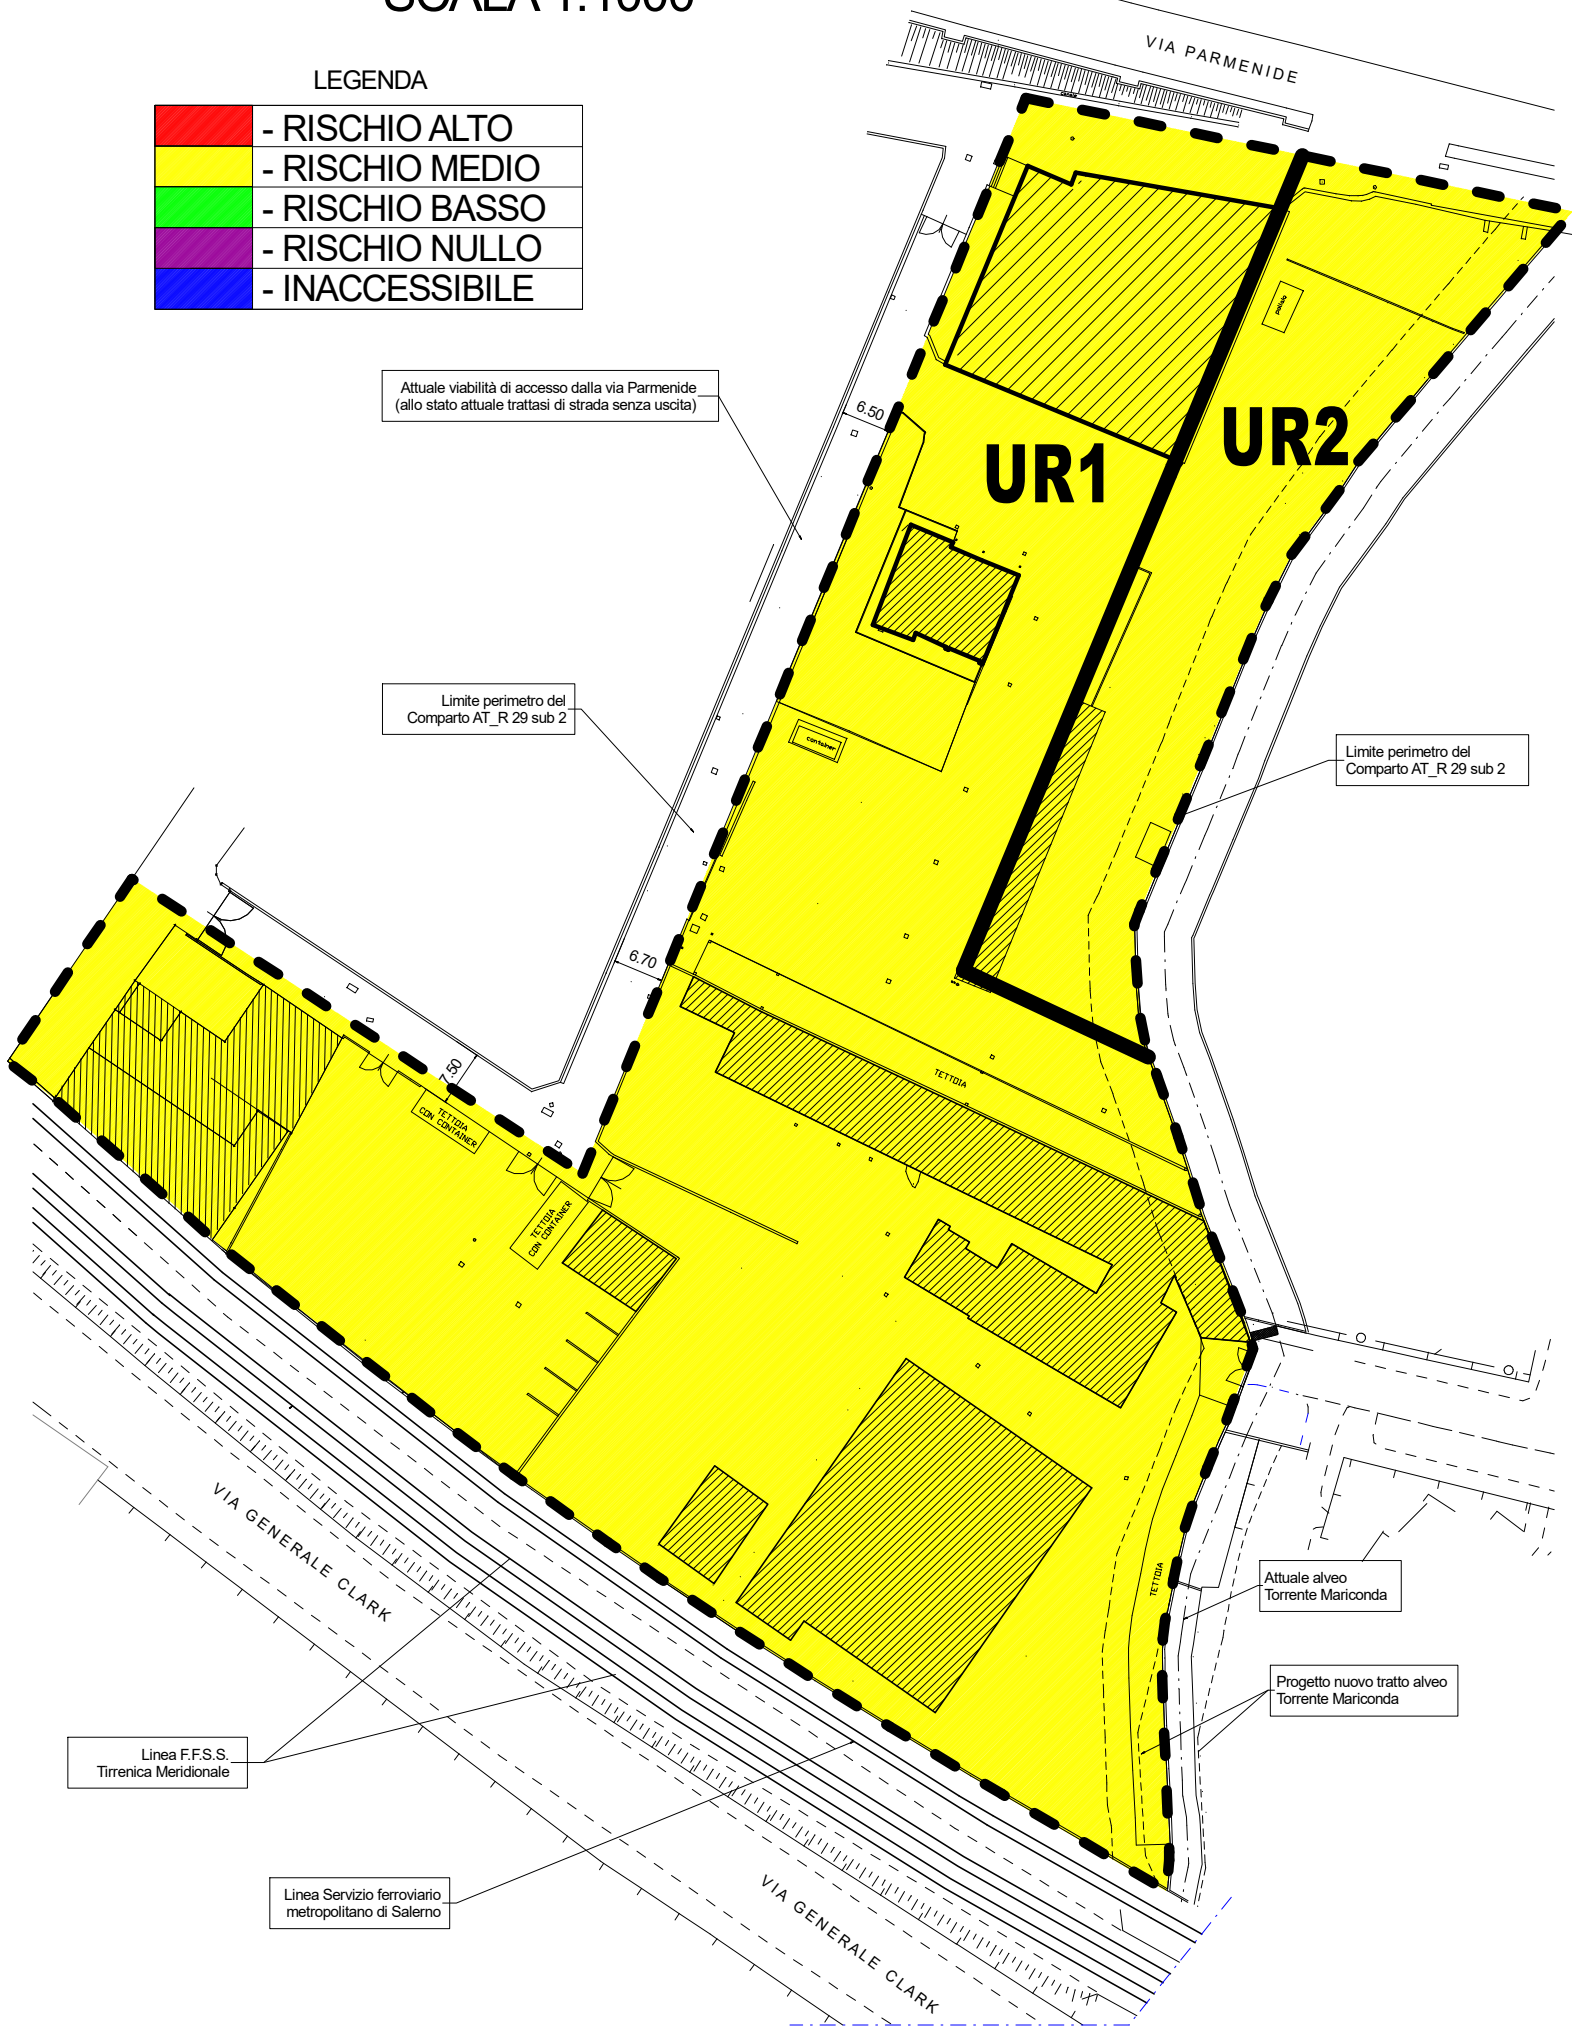 SCALA 1:1000
LEGENDA
- RISCHIO ALTO
- RISCHIO MEDIO
- RISCHIO BASSO
- RISCHIO NULLO
- INACCESSIBILE
VIA PARMENIDE
Attuale viabilità di accesso dalla via Parmenide
(allo stato attuale trattasi di strada senza uscita)
6.50
UR1
UR2
Limite perimetro del
Comparto AT_R 29 sub 2
container
Limite perimetro del
Comparto AT_R 29 sub 2
6.70
7.50
TETTOIA
TETTOIA
CON CONTAINER
TETTOIA
CON CONTAINER
VIA GENERALE CLARK
TETTOIA
Attuale alveo
Torrente Mariconda
Progetto nuovo tratto alveo
Torrente Mariconda
Linea F.F.S.S.
Tirrenica Meridionale
Linea Servizio ferroviario
metropolitano di Salerno
VIA GENERALE CLARK